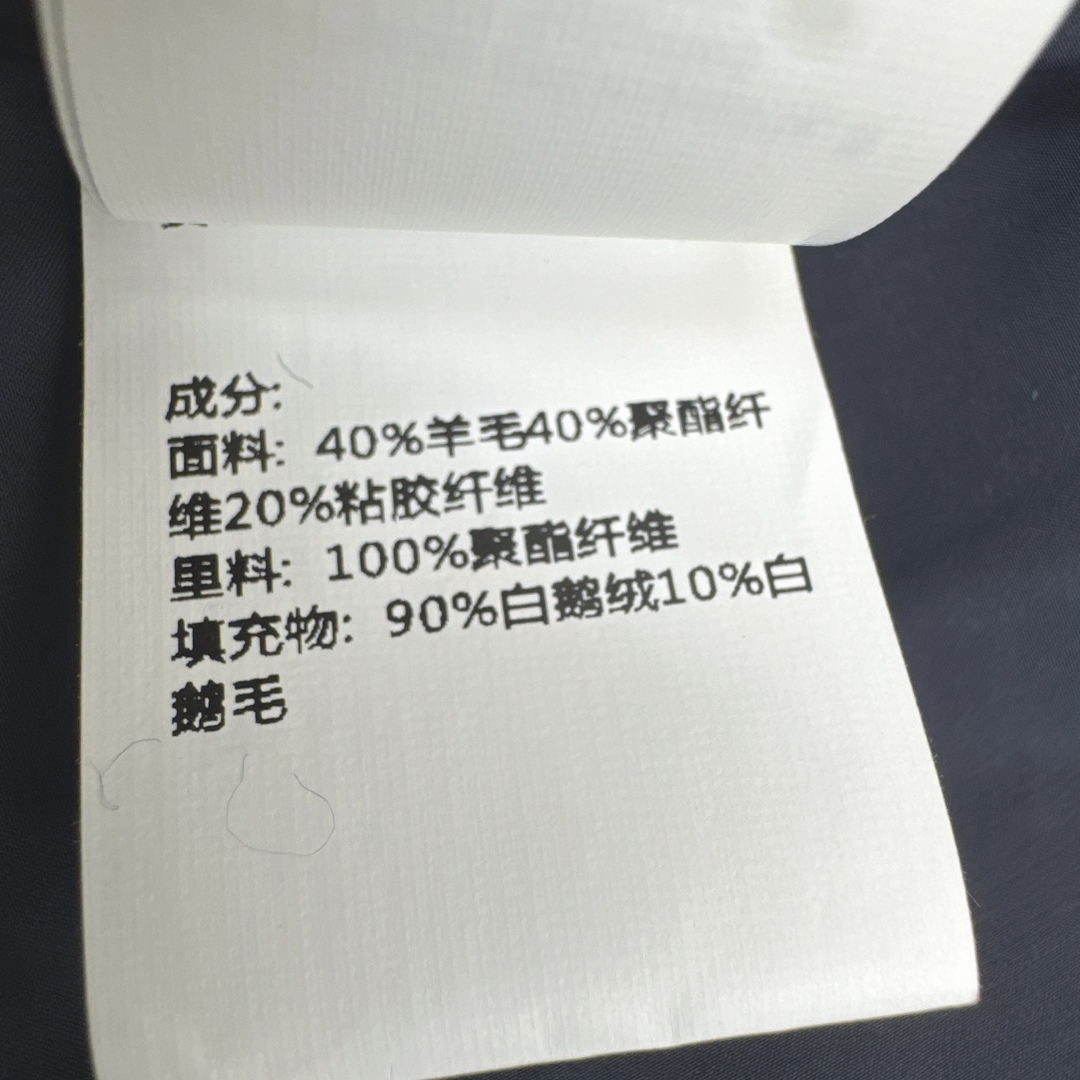 成分:
面料: 40%羊毛40%聚酯纤
维20%粘胶纤维
里料: 100%聚酯纤维
填充物: 90%白鹅绒10%白
鹅毛